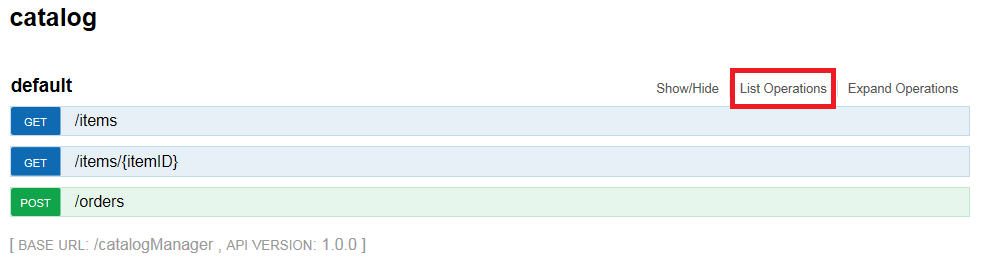 catalog
default Show/Hide List Operations Expand Operations
GET /items
GET /items/{itemID}
POST /orders
[ BASE URL: /catalogManager , API VERSION: 1.0.0 ]